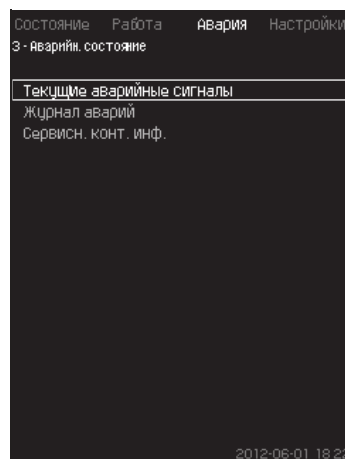 Состояние Работа Авария Настройки
3 - Аварийн. состояние
Текущие аварийные сигналы
Журнал аварий
Сервисн. конт. инф.
2012-06-01 18:22